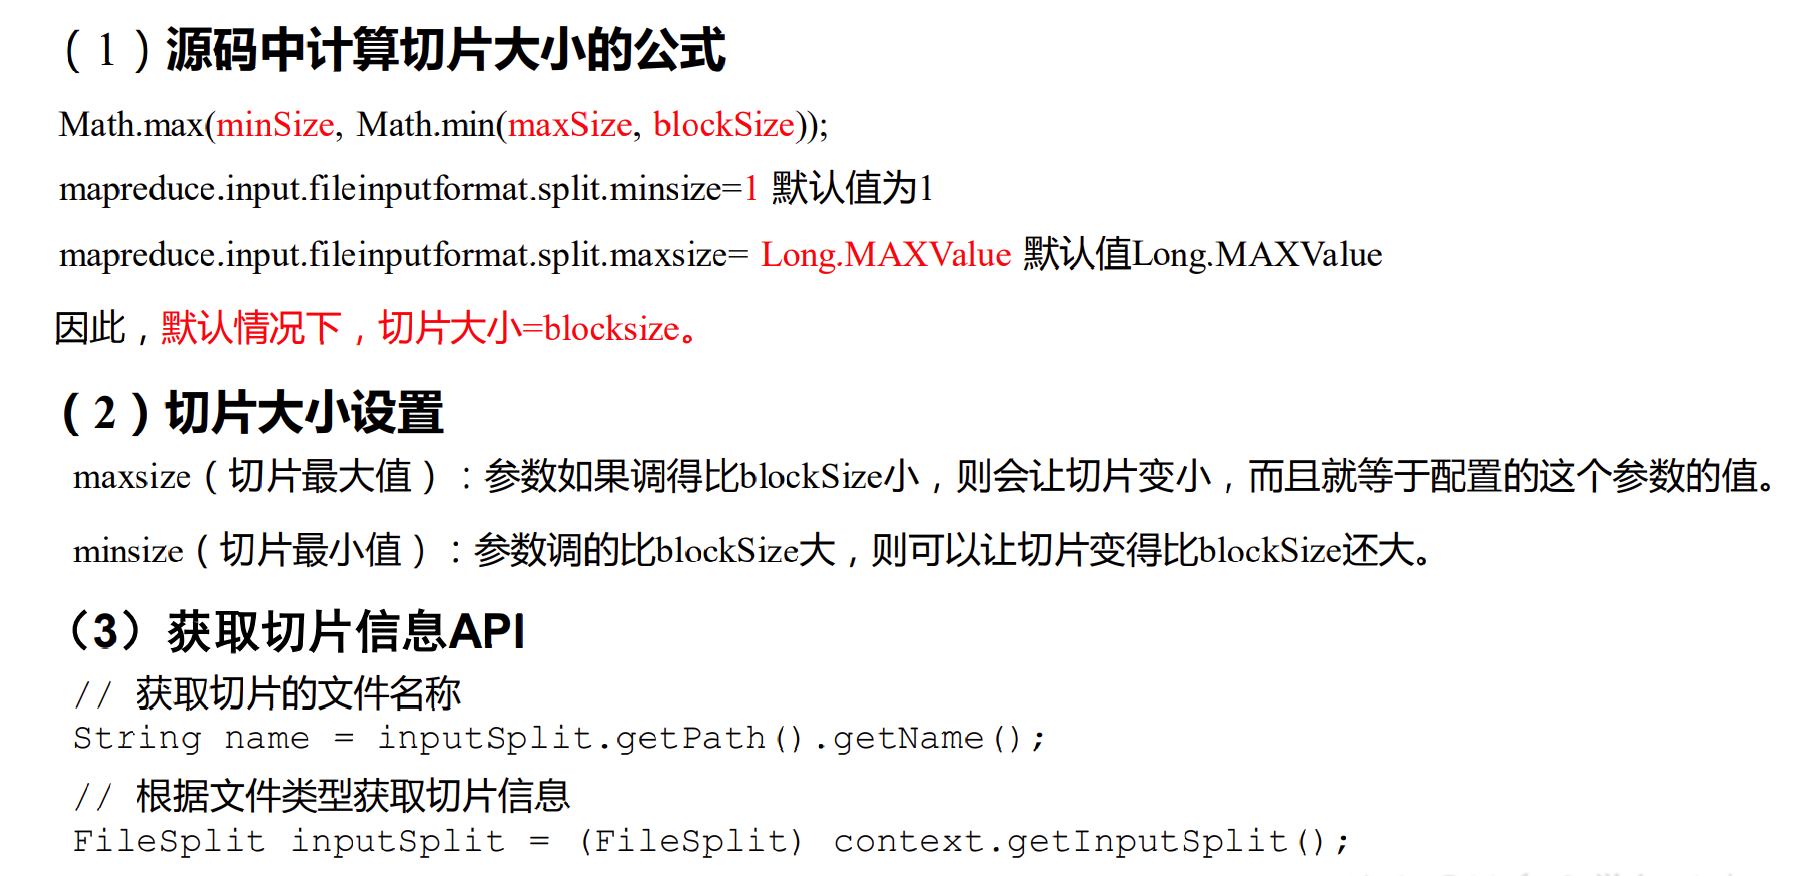 （1）源码中计算切片大小的公式
Math.max(minSize, Math.min(maxSize, blockSize));
mapreduce.input.fileinputformat.split.minsize=1 默认值为1
mapreduce.input.fileinputformat.split.maxsize= Long.MAXValue 默认值Long.MAXValue
因此，默认情况下，切片大小=blocksize。
（2）切片大小设置
maxsize（切片最大值）：参数如果调得比blockSize小，则会让切片变小，而且就等于配置的这个参数的值。
minsize（切片最小值）：参数调的比blockSize大，则可以让切片变得比blockSize还大。
（3）获取切片信息API
// 获取切片的文件名称
String name = inputSplit.getPath().getName();
// 根据文件类型获取切片信息
FileSplit inputSplit = (FileSplit) context.getInputSplit();